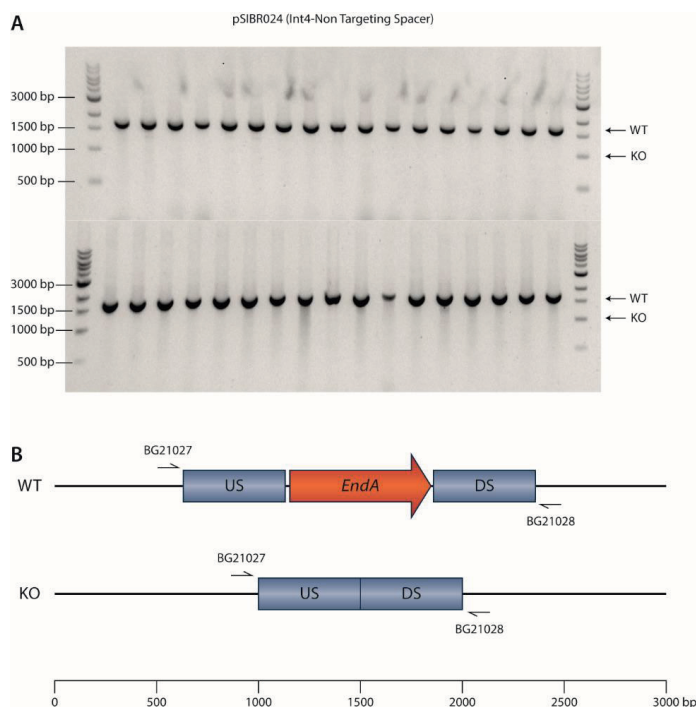 pSIBR024 (Int4-Non Targeting Spacer)
A
3000 bp
1500 bp
1000 bp
500 bp
WT
KO
3000 bp
1500 bp
1000 bp
500 bp
WT
KO
B
BG21027
WT
US
EndA
DS
BG21028
BG21027
KO
US
DS
BG21028
0
500
1000
1500
2000
2500
3000 bp